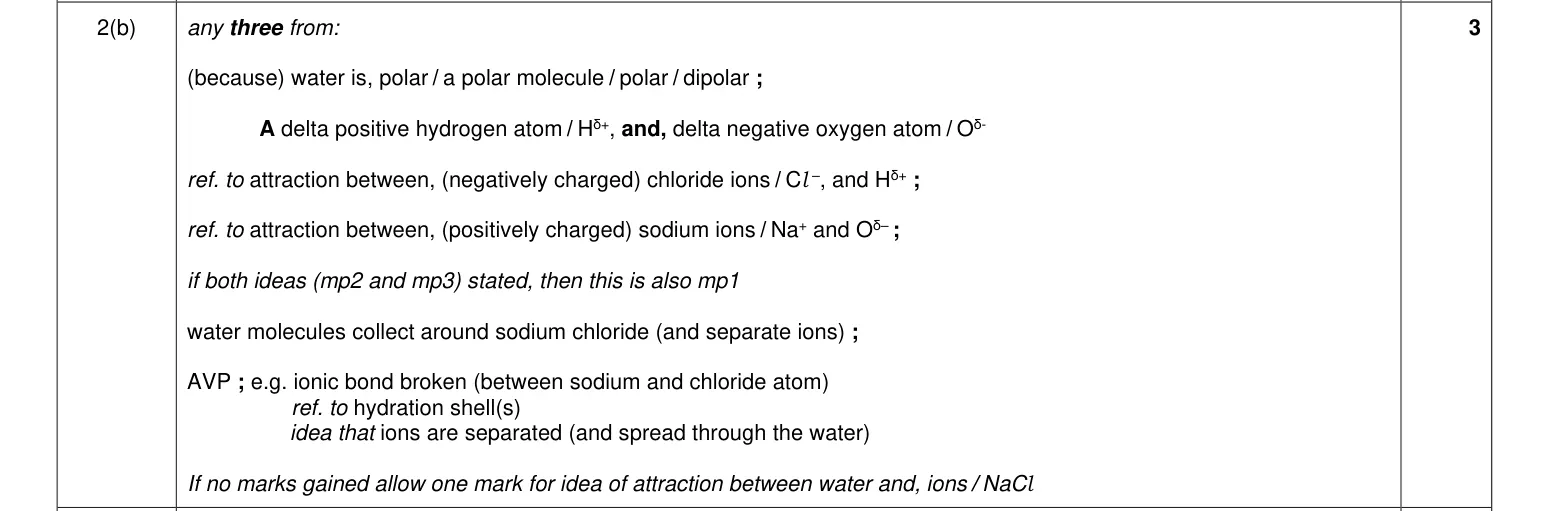 2(b)
any three from:
3
(because) water is, polar / a polar molecule / polar / dipolar ;
A delta positive hydrogen atom / Hδ+, and, delta negative oxygen atom / Oδ-
ref. to attraction between, (negatively charged) chloride ions / Cl–, and Hδ+ ;
ref. to attraction between, (positively charged) sodium ions / Na+ and Oδ– ;
if both ideas (mp2 and mp3) stated, then this is also mp1
water molecules collect around sodium chloride (and separate ions) ;
AVP ; e.g. ionic bond broken (between sodium and chloride atom)
ref. to hydration shell(s)
idea that ions are separated (and spread through the water)
If no marks gained allow one mark for idea of attraction between water and, ions / NaCl